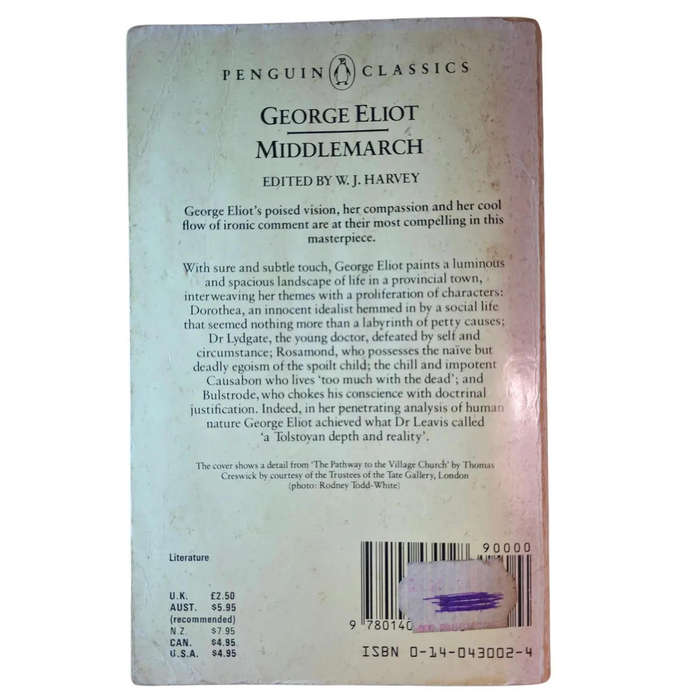 PENGUIN CLASSICS
GEORGE ELIOT
MIDDLEMARCH
EDITED BY W. J. HARVEY
George Eliot's poised vision, her compassion and her cool
flow of ironic comment are at their most compelling in this
masterpiece.
With sure and subtle touch, George Eliot paints a luminous
and spacious landscape of life in a provincial town,
interweaving her themes with a proliferation of characters:
Dorothea, an innocent idealist hemmed in by a social life
that seemed nothing more than a labyrinth of petty causes;
Dr Lydgate, the young doctor, defeated by self and
circumstance; Rosamond, who possesses the naïve but
deadly egoism of the spoilt child; the chill and impotent
Causabon who lives 'too much with the dead'; and
Bulstrode, who chokes his conscience with doctrinal
justification. Indeed, in her penetrating analysis of human
nature George Eliot achieved what Dr Leavis called
'a Tolstoyan depth and reality'.
The cover shows a detail from 'The Pathway to the Village Church' by Thomas
Creswick by courtesy of the Trustees of the Tate Gallery, London
(photo: Rodney Todd-White)
Literature
U.K. £2.50
AUST. $5.95
(recommended)
N.Z. $7.95
CAN. $4.95
U.S.A. $4.95
90000
9 780140
ISBN 0-14-043002-4